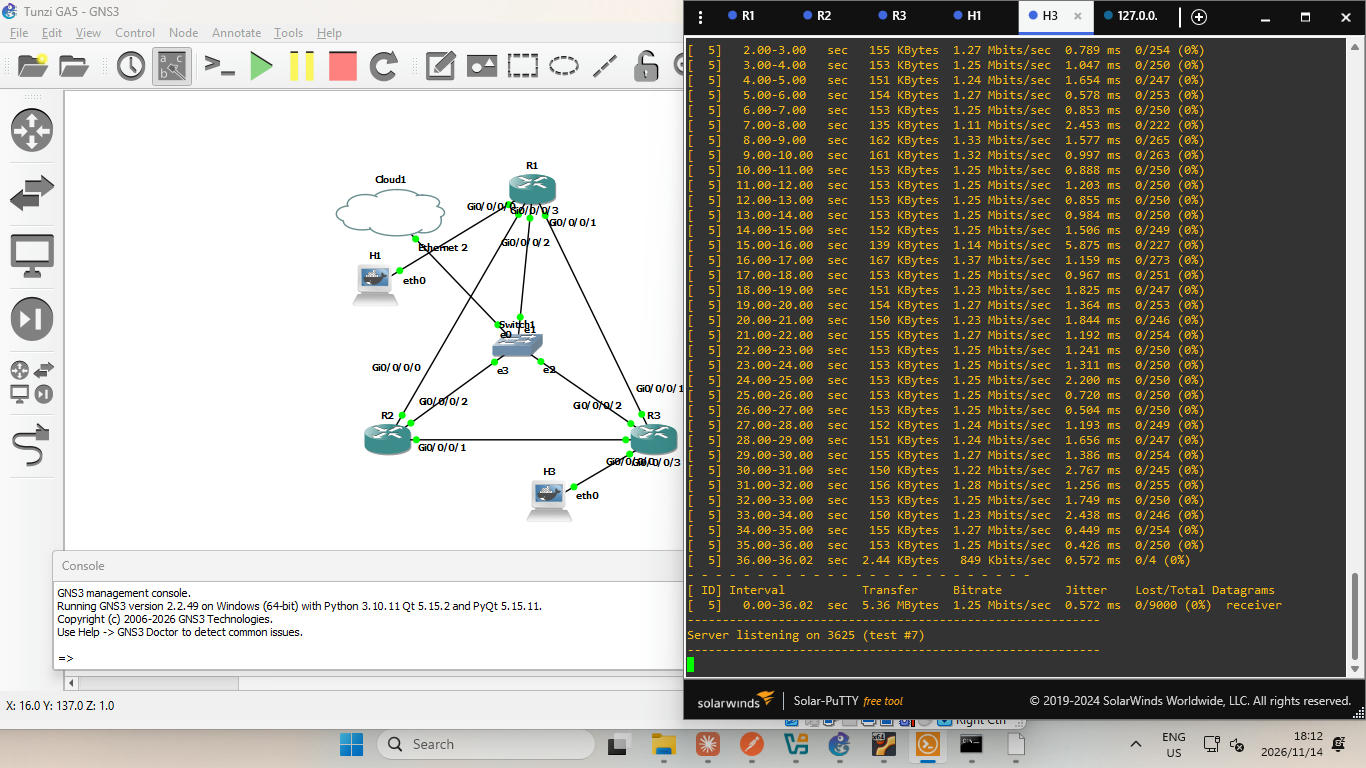 Tunzi GA5 - GNS3
File Edit View Control Node Annotate Tools Help
R1
Cloud1
Gi0/0/0/0
Gi0/0/0/3
Gi0/0/0/1
Ethernet 2
Gi0/0/0/2
H1
eth0
Switch1
e0
e1
Gi0/0/0/0
e3
e2
Gi0/0/0/1
Gi0/0/0/2
Gi0/0/0/2
R2
R3
Gi0/0/0/1
Gi0/0/0/3
H3
eth0
Console
GNS3 management console.
Running GNS3 version 2.2.49 on Windows (64-bit) with Python 3.10.11 Qt 5.15.2 and PyQt 5.15.11.
Copyright (c) 2006-2026 GNS3 Technologies.
Use Help -> GNS3 Doctor to detect common issues.
=>
X: 16.0 Y: 137.0 Z: 1.0
R1 R2 R3 H1 H3 127.0.0.
[ 5] 2.00-3.00 sec 155 KBytes 1.27 Mbits/sec 0.789 ms 0/254 (0%)
[ 5] 3.00-4.00 sec 153 KBytes 1.25 Mbits/sec 1.047 ms 0/250 (0%)
[ 5] 4.00-5.00 sec 151 KBytes 1.24 Mbits/sec 1.654 ms 0/247 (0%)
[ 5] 5.00-6.00 sec 154 KBytes 1.27 Mbits/sec 0.578 ms 0/253 (0%)
[ 5] 6.00-7.00 sec 153 KBytes 1.25 Mbits/sec 0.853 ms 0/250 (0%)
[ 5] 7.00-8.00 sec 135 KBytes 1.11 Mbits/sec 2.453 ms 0/222 (0%)
[ 5] 8.00-9.00 sec 162 KBytes 1.33 Mbits/sec 1.577 ms 0/265 (0%)
[ 5] 9.00-10.00 sec 161 KBytes 1.32 Mbits/sec 0.997 ms 0/263 (0%)
[ 5] 10.00-11.00 sec 153 KBytes 1.25 Mbits/sec 0.888 ms 0/250 (0%)
[ 5] 11.00-12.00 sec 153 KBytes 1.25 Mbits/sec 1.203 ms 0/250 (0%)
[ 5] 12.00-13.00 sec 153 KBytes 1.25 Mbits/sec 0.855 ms 0/250 (0%)
[ 5] 13.00-14.00 sec 153 KBytes 1.25 Mbits/sec 0.984 ms 0/250 (0%)
[ 5] 14.00-15.00 sec 152 KBytes 1.25 Mbits/sec 1.506 ms 0/249 (0%)
[ 5] 15.00-16.00 sec 139 KBytes 1.14 Mbits/sec 5.875 ms 0/227 (0%)
[ 5] 16.00-17.00 sec 167 KBytes 1.37 Mbits/sec 1.159 ms 0/273 (0%)
[ 5] 17.00-18.00 sec 153 KBytes 1.25 Mbits/sec 0.967 ms 0/251 (0%)
[ 5] 18.00-19.00 sec 151 KBytes 1.23 Mbits/sec 1.825 ms 0/247 (0%)
[ 5] 19.00-20.00 sec 154 KBytes 1.27 Mbits/sec 1.364 ms 0/253 (0%)
[ 5] 20.00-21.00 sec 150 KBytes 1.23 Mbits/sec 1.844 ms 0/246 (0%)
[ 5] 21.00-22.00 sec 155 KBytes 1.27 Mbits/sec 1.192 ms 0/254 (0%)
[ 5] 22.00-23.00 sec 153 KBytes 1.25 Mbits/sec 1.241 ms 0/250 (0%)
[ 5] 23.00-24.00 sec 153 KBytes 1.25 Mbits/sec 1.311 ms 0/250 (0%)
[ 5] 24.00-25.00 sec 153 KBytes 1.25 Mbits/sec 2.200 ms 0/250 (0%)
[ 5] 25.00-26.00 sec 153 KBytes 1.25 Mbits/sec 0.720 ms 0/250 (0%)
[ 5] 26.00-27.00 sec 153 KBytes 1.25 Mbits/sec 0.504 ms 0/250 (0%)
[ 5] 27.00-28.00 sec 152 KBytes 1.24 Mbits/sec 1.193 ms 0/249 (0%)
[ 5] 28.00-29.00 sec 151 KBytes 1.24 Mbits/sec 1.656 ms 0/247 (0%)
[ 5] 29.00-30.00 sec 155 KBytes 1.27 Mbits/sec 1.386 ms 0/254 (0%)
[ 5] 30.00-31.00 sec 150 KBytes 1.22 Mbits/sec 2.767 ms 0/245 (0%)
[ 5] 31.00-32.00 sec 156 KBytes 1.28 Mbits/sec 1.256 ms 0/255 (0%)
[ 5] 32.00-33.00 sec 153 KBytes 1.25 Mbits/sec 1.749 ms 0/250 (0%)
[ 5] 33.00-34.00 sec 150 KBytes 1.23 Mbits/sec 2.438 ms 0/246 (0%)
[ 5] 34.00-35.00 sec 155 KBytes 1.27 Mbits/sec 0.449 ms 0/254 (0%)
[ 5] 35.00-36.00 sec 153 KBytes 1.25 Mbits/sec 0.426 ms 0/250 (0%)
[ 5] 36.00-36.02 sec 2.44 KBytes 849 Kbits/sec 0.572 ms 0/4 (0%)
- - - - - - - - - - - - - - - - - - - - - - - - -
[ ID] Interval Transfer Bitrate Jitter Lost/Total Datagrams
[ 5] 0.00-36.02 sec 5.36 MBytes 1.25 Mbits/sec 0.572 ms 0/9000 (0%) receiver
-----------------------------------------------------------
Server listening on 3625 (test #7)
-----------------------------------------------------------
solarwinds Solar-PuTTY free tool © 2019-2024 SolarWinds Worldwide, LLC. All rights reserved.
Right Ctrl
Search
ENG
US
18:12
2026/11/14